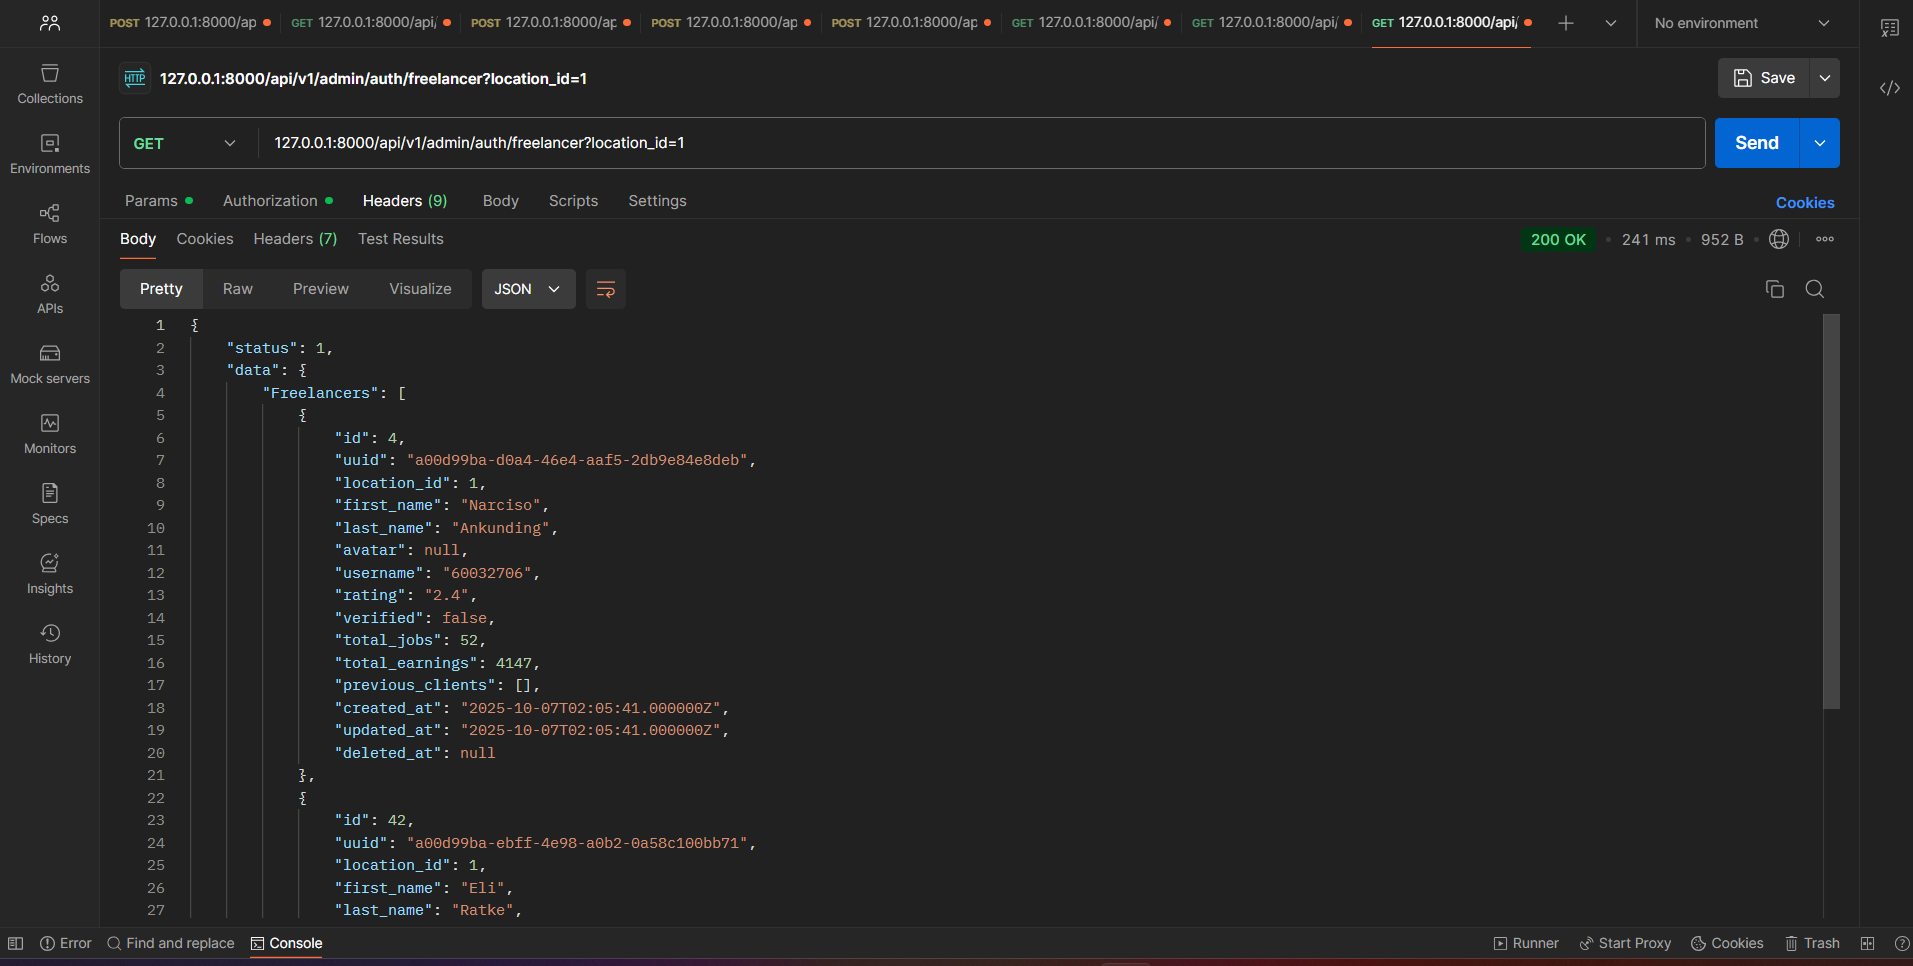 POST 127.0.0.1:8000/ap GET 127.0.0.1:8000/api/ POST 127.0.0.1:8000/ap POST 127.0.0.1:8000/ap POST 127.0.0.1:8000/ap GET 127.0.0.1:8000/api/ GET 127.0.0.1:8000/api/ GET 127.0.0.1:8000/api/ No environment
HTTP 127.0.0.1:8000/api/v1/admin/auth/freelancer?location_id=1 Save
GET 127.0.0.1:8000/api/v1/admin/auth/freelancer?location_id=1 Send
Params Authorization Headers (9) Body Scripts Settings Cookies
Body Cookies Headers (7) Test Results 200 OK 241 ms 952 B
Pretty Raw Preview Visualize JSON
Collections
Environments
Flows
APIs
Mock servers
Monitors
Specs
Insights
History
1 {
2 "status": 1,
3 "data": {
4 "Freelancers": [
5 {
6 "id": 4,
7 "uuid": "a00d99ba-d0a4-46e4-aaf5-2db9e84e8deb",
8 "location_id": 1,
9 "first_name": "Narciso",
10 "last_name": "Ankunding",
11 "avatar": null,
12 "username": "60032706",
13 "rating": "2.4",
14 "verified": false,
15 "total_jobs": 52,
16 "total_earnings": 4147,
17 "previous_clients": [],
18 "created_at": "2025-10-07T02:05:41.000000Z",
19 "updated_at": "2025-10-07T02:05:41.000000Z",
20 "deleted_at": null
21 },
22 {
23 "id": 42,
24 "uuid": "a00d99ba-ebff-4e98-a0b2-0a58c100bb71",
25 "location_id": 1,
26 "first_name": "Eli",
27 "last_name": "Ratke",
Error Find and replace Console Runner Start Proxy Cookies Trash